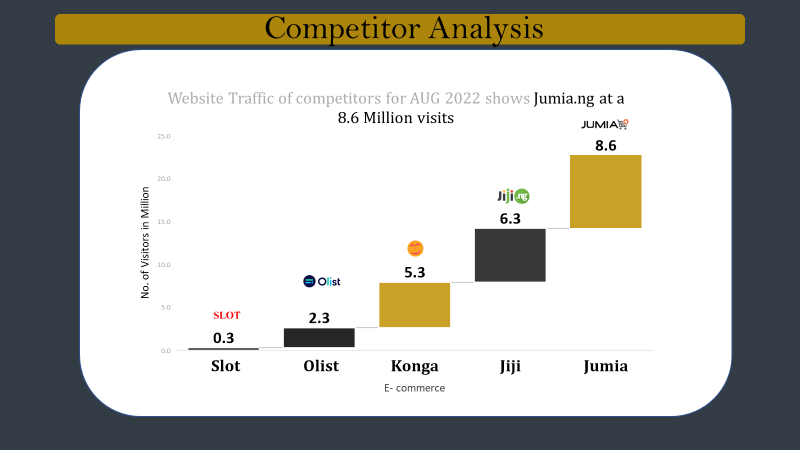 Competitor Analysis
Website Traffic of competitors for AUG 2022 shows Jumia.ng at a
8.6 Million visits
JUMIA
25.0
8.6
20.0
Jiji.ng
6.3
15.0
No. of Visitors in Million
5.3
10.0
Olist
2.3
5.0
SLOT
0.3
0.0
Slot Olist Konga Jiji Jumia
E- commerce